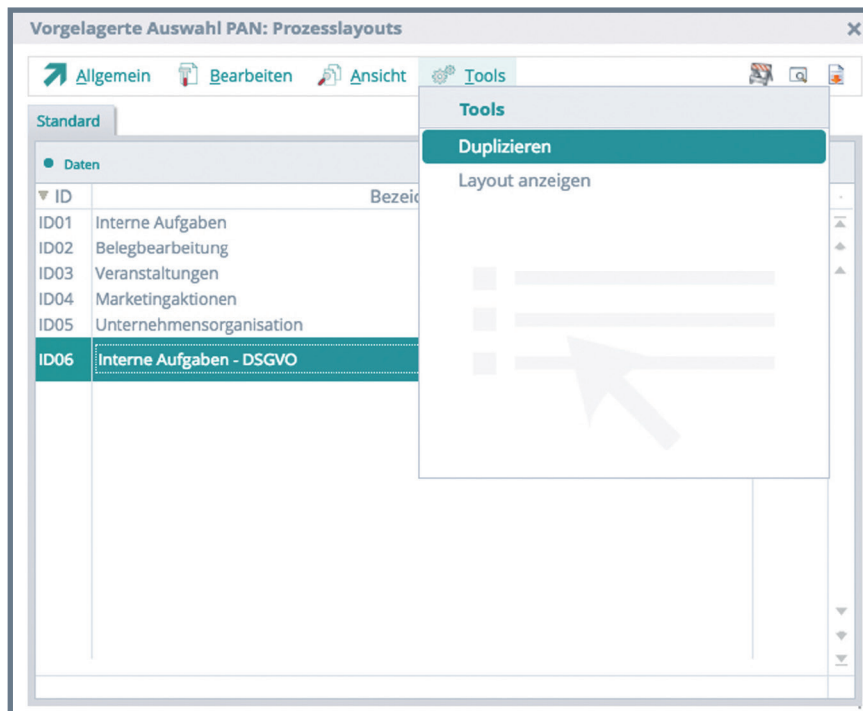 Vorgelagerte Auswahl PAN: Prozesslayouts
Allgemein Bearbeiten Ansicht Tools
Tools
Standard
Duplizieren
Daten
Layout anzeigen
ID
ID01 Interne Aufgaben
ID02 Belegbearbeitung
ID03 Veranstaltungen
ID04 Marketingaktionen
ID05 Unternehmensorganisation
ID06 Interne Aufgaben - DSGVO